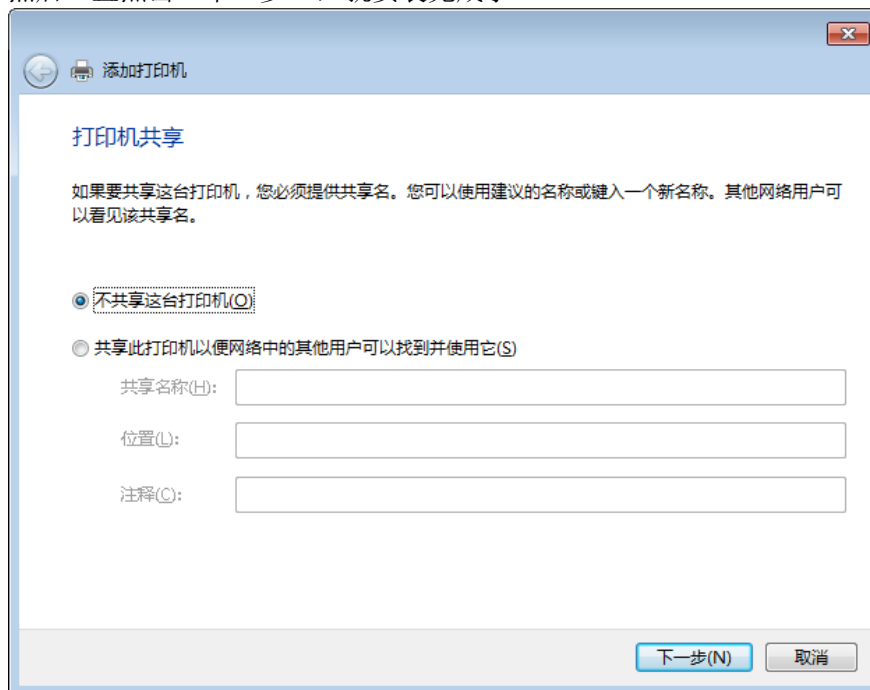 添加打印机
打印机共享
如果要共享这台打印机，您必须提供共享名。您可以使用建议的名称或键入一个新名称。其他网络用户可
以看见该共享名。
不共享这台打印机(O)
共享此打印机以便网络中的其他用户可以找到并使用它(S)
共享名称(H):
位置(L):
注释(C):
下一步(N)
取消